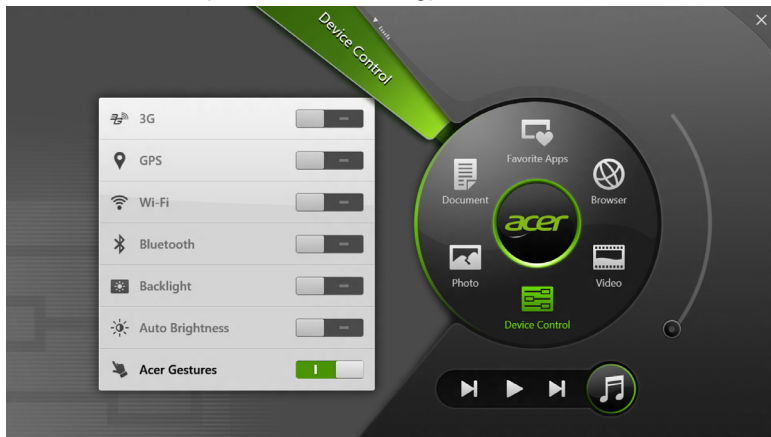 Device Control
3G
GPS
Wi-Fi
Bluetooth
Backlight
Auto Brightness
Acer Gestures
Favorite Apps
Document
Browser
acer
Photo
Video
Device Control